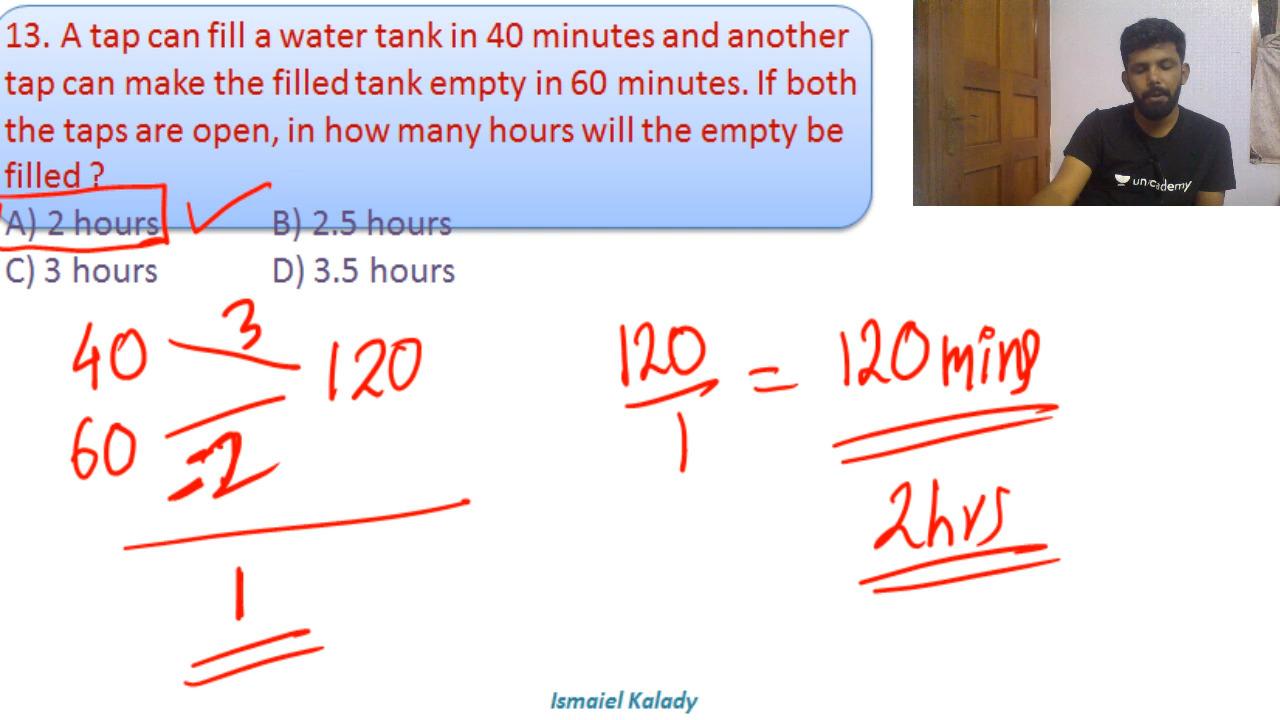 13. A tap can fill a water tank in 40 minutes and another
tap can make the filled tank empty in 60 minutes. If both
the taps are open, in how many hours will the empty be
filled ?
A) 2 hours B) 2.5 hours
C) 3 hours D) 3.5 hours
40 3 120
60 -2
1
120/1 = 120 mins
2 hrs
unacademy
Ismaiel Kalady